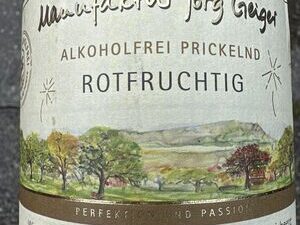 Manufaktur Jörg Geiger
ALKOHOLFREI PRICKELND
ROTFRUCHTIG
PERFEKTION UND PASSION